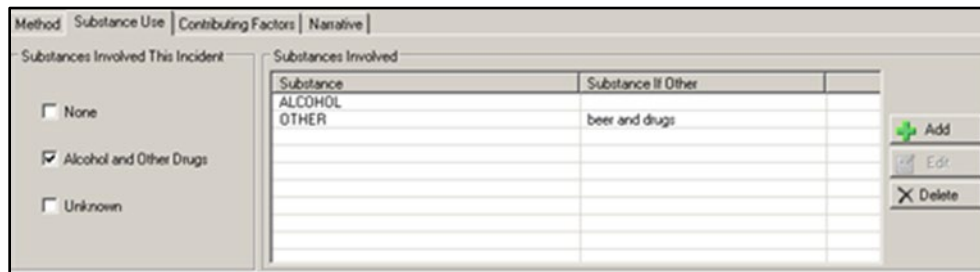 Method Substance Use Contributing Factors Narrative
Substances Involved This Incident
None
Alcohol and Other Drugs
Unknown
Substances Involved
Substance Substance If Other
ALCOHOL
OTHER beer and drugs
Add
Edit
Delete